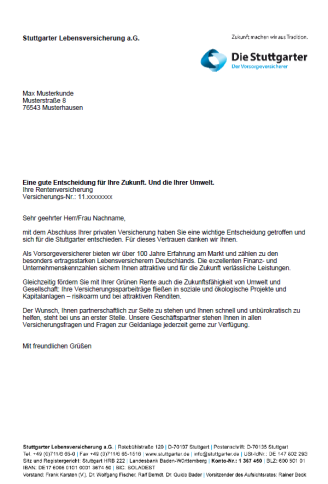 Stuttgarter Lebensversicherung a.G.
Zukunft machen wir aus Tradition.
Die Stuttgarter
Der Vorsorgeversicherer
Max Musterkunde
Musterstraße 8
76543 Musterhausen
Eine gute Entscheidung für Ihre Zukunft. Und die Ihrer Umwelt.
Ihre Rentenversicherung
Versicherungs-Nr.: 11.xxxxxxxx
Sehr geehrter Herr/Frau Nachname,
mit dem Abschluss Ihrer privaten Versicherung haben Sie eine wichtige Entscheidung getroffen und
sich für die Stuttgarter entschieden. Für dieses Vertrauen danken wir Ihnen.
Als Vorsorgeversicherer bieten wir über 100 Jahre Erfahrung am Markt und zählen zu den
besonders ertragsstarken Lebensversicherern Deutschlands. Die exzellenten Finanz- und
Unternehmenskennzahlen sichern Ihnen attraktive und für die Zukunft verlässliche Leistungen.
Gleichzeitig fördern Sie mit Ihrer Grünen Rente auch die Zukunftsfähigkeit von Umwelt und
Gesellschaft: Ihre Versicherungssparbeiträge fließen in soziale und ökologische Projekte und
Kapitalanlagen – risikoarm und bei attraktiven Renditen.
Der Wunsch, Ihnen partnerschaftlich zur Seite zu stehen und Ihnen schnell und unbürokratisch zu
helfen, steht bei uns an erster Stelle. Unsere Geschäftspartner stehen Ihnen in allen
Versicherungsfragen und Fragen zur Geldanlage jederzeit gerne zur Verfügung.
Mit freundlichen Grüßen
Stuttgarter Lebensversicherung a.G. | Rotebühlstraße 120 | D-70197 Stuttgart | Postanschrift: D-70135 Stuttgart
Tel. +49 (0)711/6 65-0 | Fax +49 (0)711/6 65-1516 | www.stuttgarter.de | info@stuttgarter.de | USt-IdNr.: DE 147 802 293
Sitz und Registergericht: Stuttgart HRB 222 | Landesbank Baden-Württemberg | Konto-Nr.: 1 367 450 | BLZ: 600 501 01
IBAN: DE17 6005 0101 0001 3674 50 | BIC: SOLADEST
Vorstand: Frank Karsten (V.), Dr. Wolfgang Fischer, Ralf Berndt, Dr. Guido Bader | Vorsitzender des Aufsichtsrates: Rainer Beck